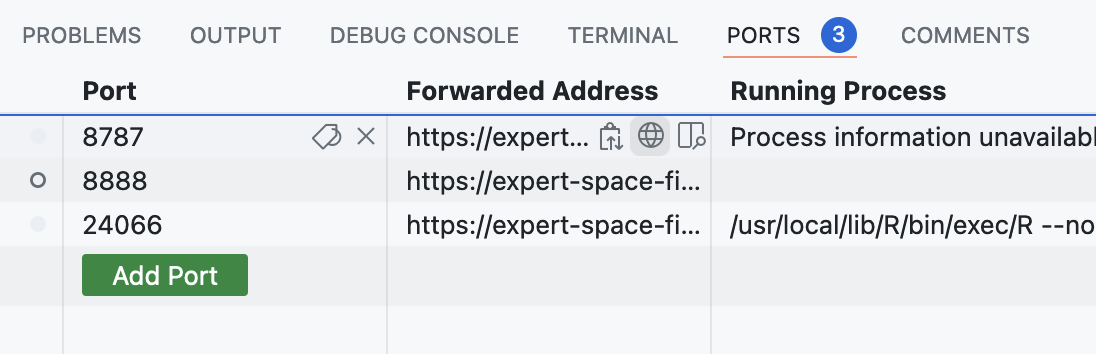 PROBLEMS OUTPUT DEBUG CONSOLE TERMINAL PORTS 3 COMMENTS
Port Forwarded Address Running Process
8787 https://expert... Process information unavailabl
8888 https://expert-space-fi...
24066 https://expert-space-fi... /usr/local/lib/R/bin/exec/R --no
Add Port